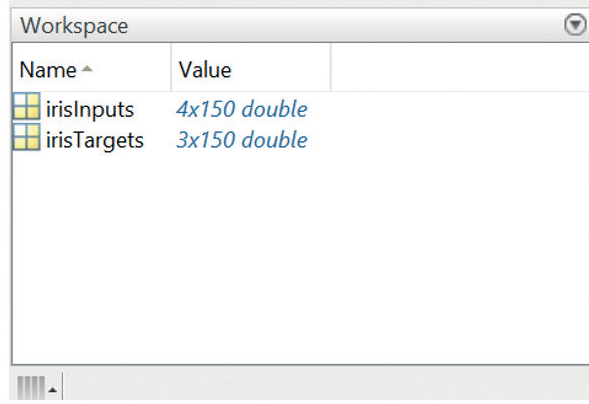 Workspace
Name Value
irisInputs 4x150 double
irisTargets 3x150 double